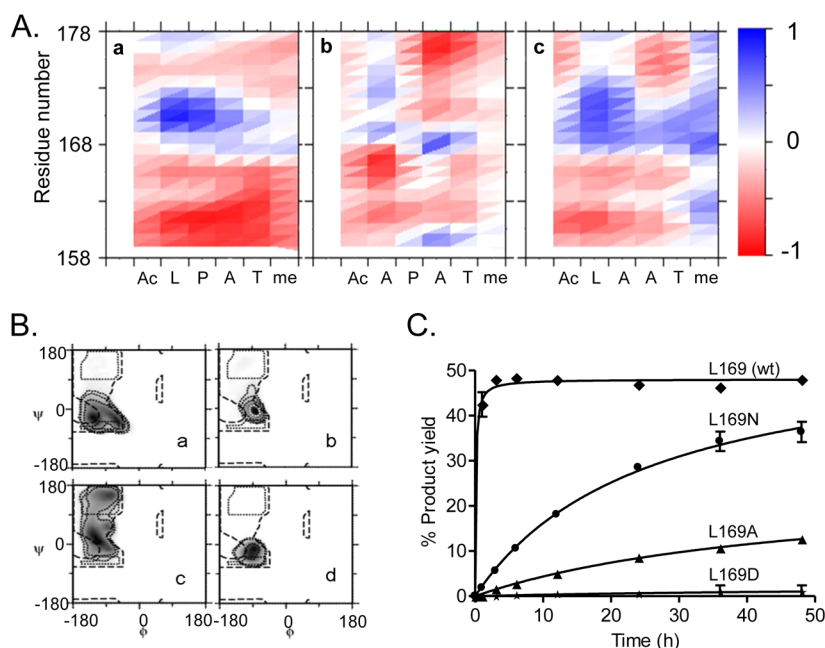 A.
Residue number
178
168
158
a
b
c
1
0
-1
Ac L P A T me
Ac A P A T me
Ac L A A T me
B.
180
ψ 0
-180
a
b
180
ψ 0
-180
c
d
-180 0 180
-180 0 180
ϕ
ϕ
C.
% Product yield
50
40
30
20
10
0
L169 (wt)
L169N
L169A
L169D
0 10 20 30 40 50
Time (h)